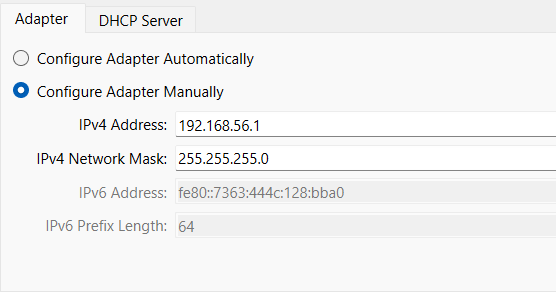 Adapter DHCP Server
Configure Adapter Automatically
Configure Adapter Manually
IPv4 Address: 192.168.56.1
IPv4 Network Mask: 255.255.255.0
IPv6 Address: fe80::7363:444c:128:bba0
IPv6 Prefix Length: 64